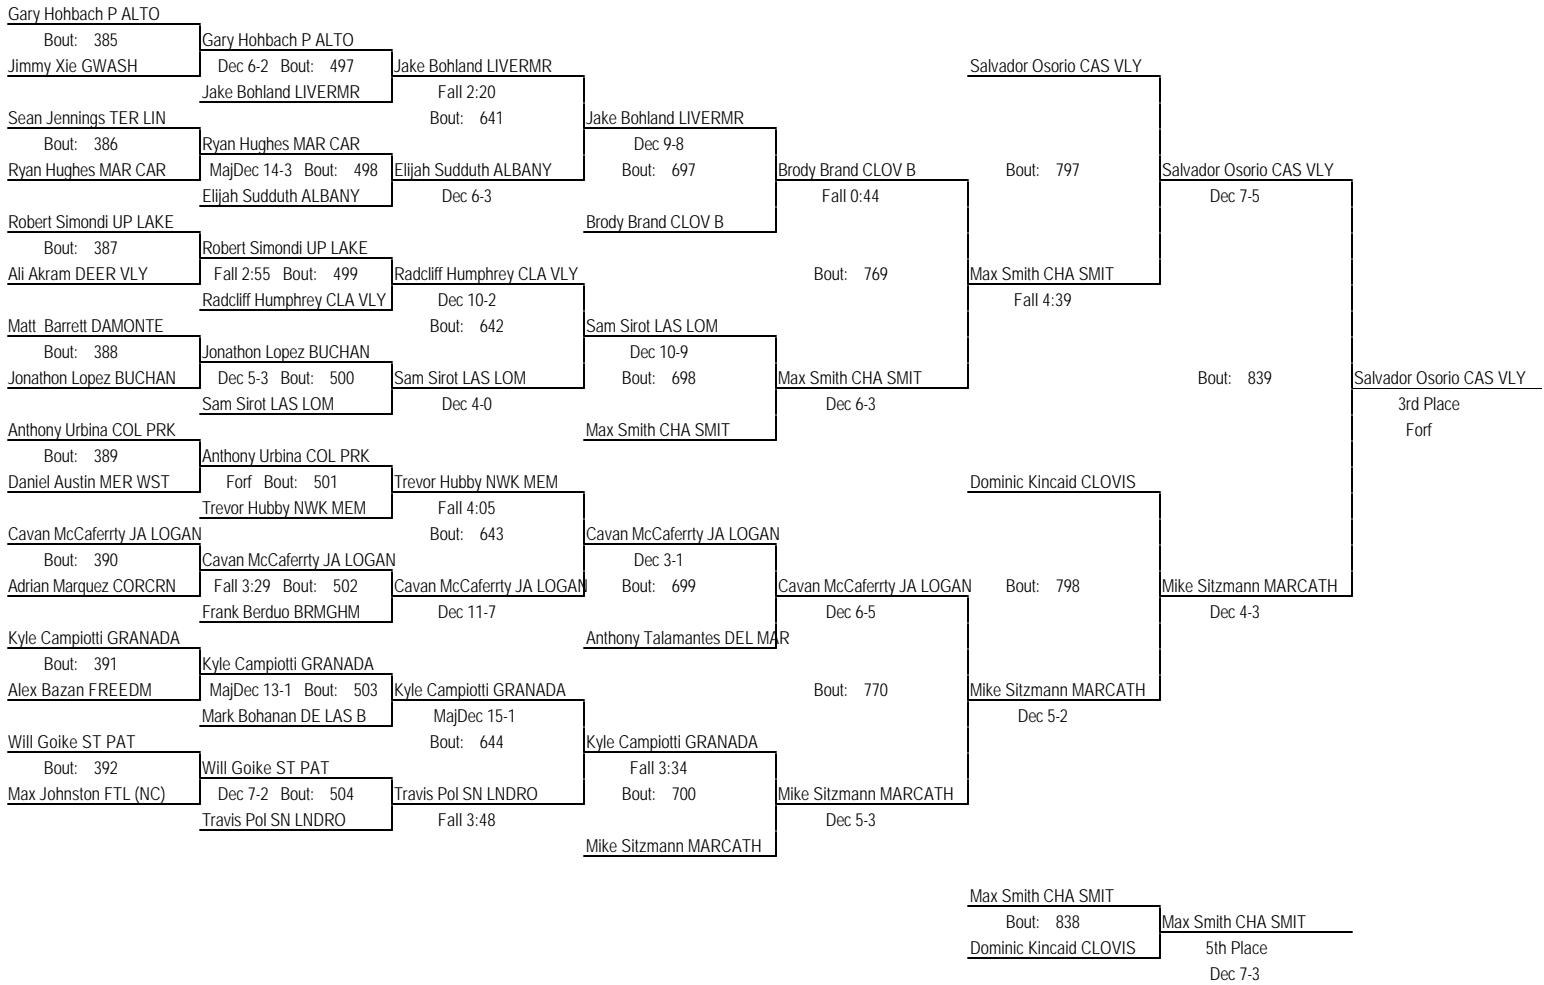 Gary Hohbach P ALTO
Bout: 385
Jimmy Xie GWASH
Sean Jennings TER LIN
Bout: 386
Ryan Hughes MAR CAR
Robert Simondi UP LAKE
Bout: 387
Ali Akram DEER VLY
Matt Barrett DAMONTE
Bout: 388
Jonathon Lopez BUCHAN
Anthony Urbina COL PRK
Bout: 389
Daniel Austin MER WST
Cavan McCaferrty JA LOGAN
Bout: 390
Adrian Marquez CORCRN
Kyle Campiotti GRANADA
Bout: 391
Alex Bazan FREEDM
Will Goike ST PAT
Bout: 392
Max Johnston FTL (NC)
Gary Hohbach P ALTO
Dec 6-2 Bout: 497
Jake Bohland LIVERMR
Ryan Hughes MAR CAR
MajDec 14-3 Bout: 498
Elijah Sudduth ALBANY
Robert Simondi UP LAKE
Fall 2:55 Bout: 499
Radcliff Humphrey CLA VLY
Jonathon Lopez BUCHAN
Dec 5-3 Bout: 500
Sam Sirot LAS LOM
Anthony Urbina COL PRK
Forf Bout: 501
Trevor Hubby NWK MEM
Cavan McCaferrty JA LOGAN
Fall 3:29 Bout: 502
Frank Berduo BRMGHM
Kyle Campiotti GRANADA
MajDec 13-1 Bout: 503
Mark Bohanan DE LAS B
Will Goike ST PAT
Dec 7-2 Bout: 504
Travis Pol SN LNDRO
Jake Bohland LIVERMR
Fall 2:20
Bout: 641
Elijah Sudduth ALBANY
Dec 6-3
Radcliff Humphrey CLA VLY
Dec 10-2
Bout: 642
Sam Sirot LAS LOM
Dec 4-0
Trevor Hubby NWK MEM
Fall 4:05
Bout: 643
Cavan McCaferrty JA LOGAN
Dec 11-7
Kyle Campiotti GRANADA
MajDec 15-1
Bout: 644
Travis Pol SN LNDRO
Fall 3:48
Jake Bohland LIVERMR
Dec 9-8
Bout: 697
Brody Brand CLOV B
Sam Sirot LAS LOM
Dec 10-9
Bout: 698
Max Smith CHA SMIT
Cavan McCaferrty JA LOGAN
Dec 3-1
Bout: 699
Anthony Talamantes DEL MAR
Kyle Campiotti GRANADA
Fall 3:34
Bout: 700
Mike Sitzmann MARCATH
Brody Brand CLOV B
Fall 0:44
Bout: 769
Max Smith CHA SMIT
Dec 6-3
Cavan McCaferrty JA LOGAN
Dec 6-5
Bout: 770
Mike Sitzmann MARCATH
Dec 5-3
Salvador Osorio CAS VLY
Bout: 797
Max Smith CHA SMIT
Fall 4:39
Dominic Kincaid CLOVIS
Bout: 798
Mike Sitzmann MARCATH
Dec 5-2
Salvador Osorio CAS VLY
Dec 7-5
Bout: 839
Mike Sitzmann MARCATH
Dec 4-3
Salvador Osorio CAS VLY
3rd Place
Forf
Max Smith CHA SMIT
Bout: 838
Dominic Kincaid CLOVIS
Max Smith CHA SMIT
5th Place
Dec 7-3